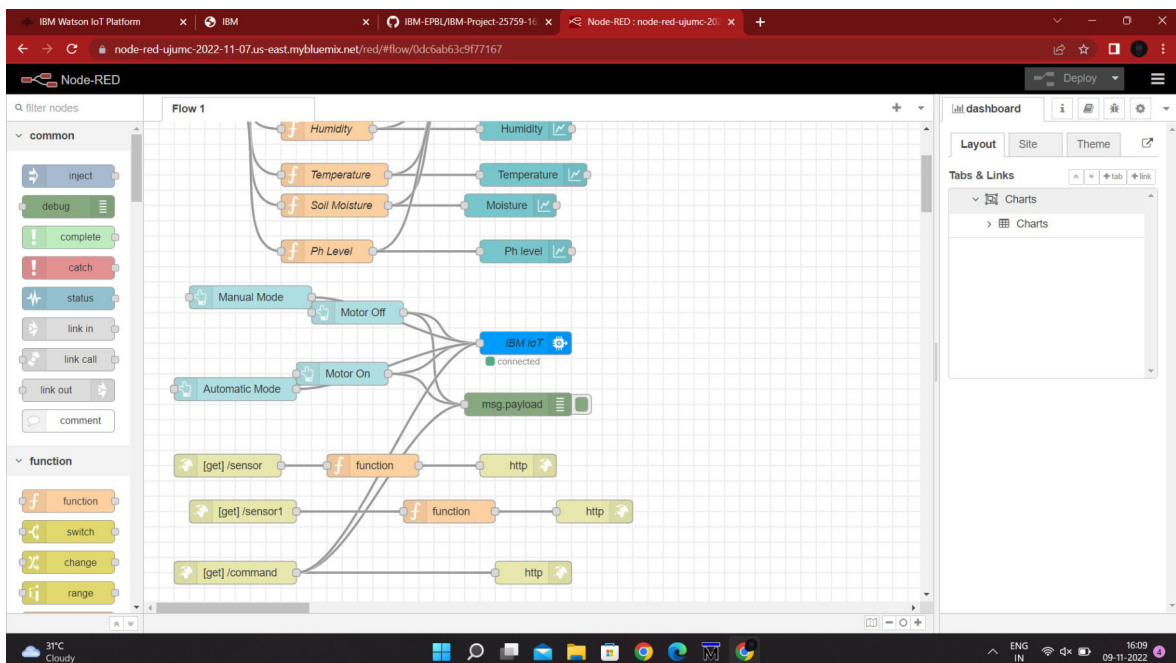 IBM Watson IoT Platform
IBM
IBM-EPBL/IBM-Project-25759-16
Node-RED : node-red-ujumc-202
node-red-ujumc-2022-11-07.us-east.mybluemix.net/red/#flow/0dc6ab63c9f77167
Node-RED
Deploy
filter nodes
common
inject
debug
complete
catch
status
link in
link call
link out
comment
function
function
switch
change
range
Flow 1
Humidity
Humidity
Temperature
Temperature
Soil Moisture
Moisture
Ph Level
Ph level
Manual Mode
Motor Off
IBM IoT
connected
Motor On
Automatic Mode
msg.payload
[get] /sensor
function
http
[get] /sensor1
function
http
[get] /command
http
dashboard
Layout
Site
Theme
Tabs & Links
+tab
+link
Charts
Charts
31°C
Cloudy
ENG
IN
16:09
09-11-2022
4